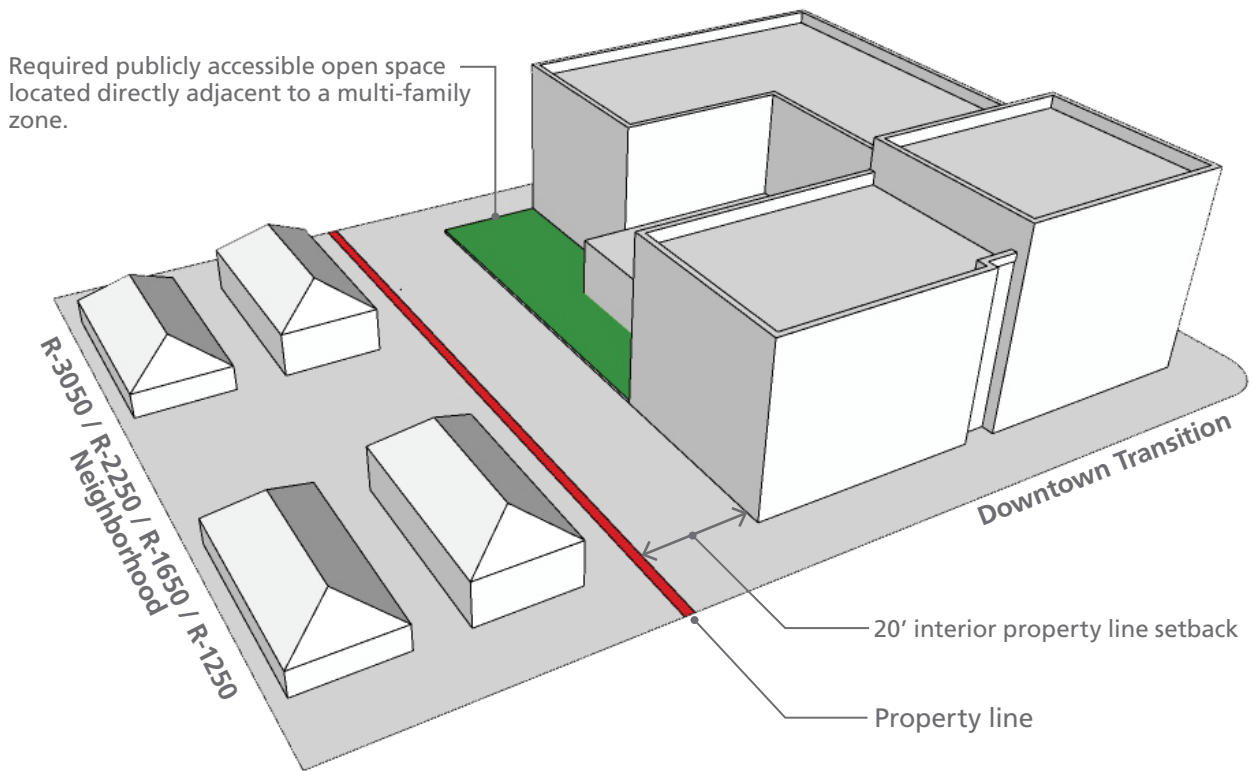 Required publicly accessible open space
located directly adjacent to a multi-family
zone.
R-3050 / R-2250 / R-1650 / R-1250
Neighborhood
Downtown Transition
20’ interior property line setback
Property line